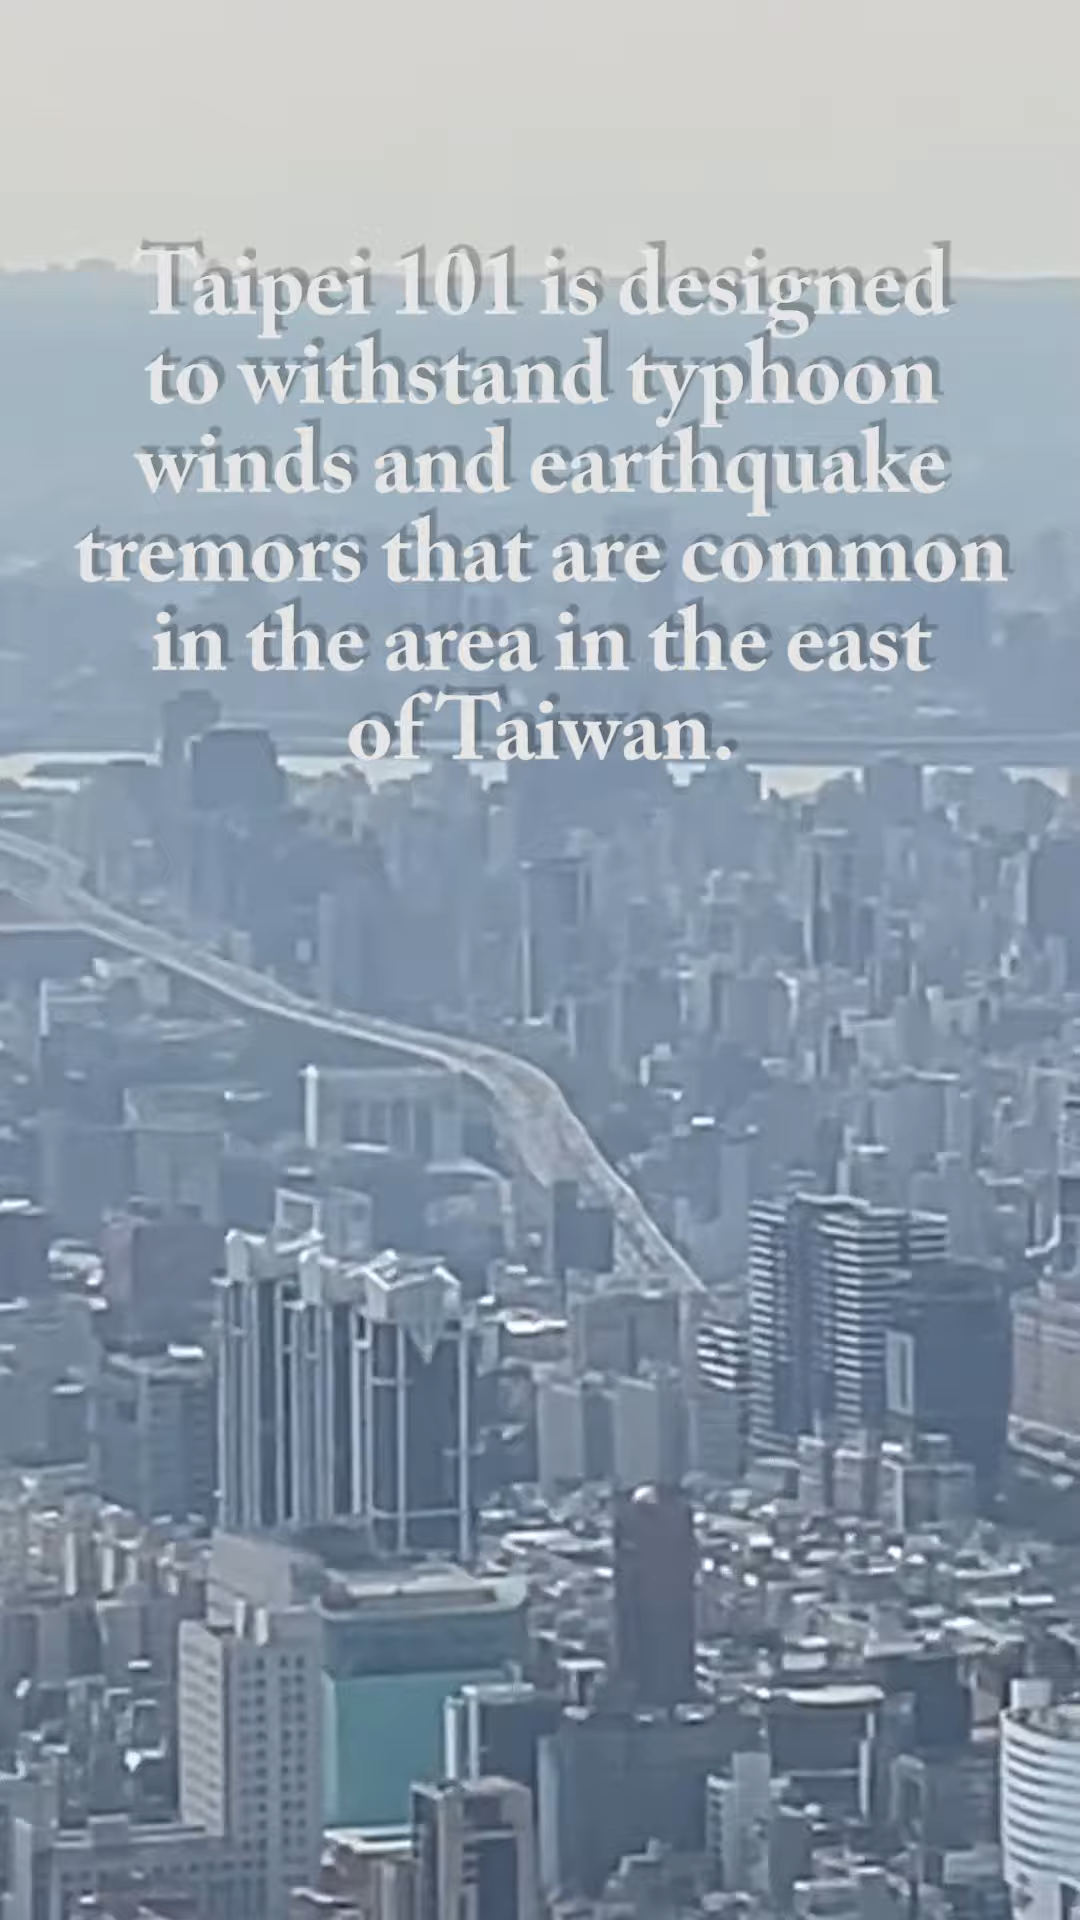 Taipei 101 is designed
to withstand typhoon
winds and earthquake
tremors that are common
in the area in the east
of Taiwan.